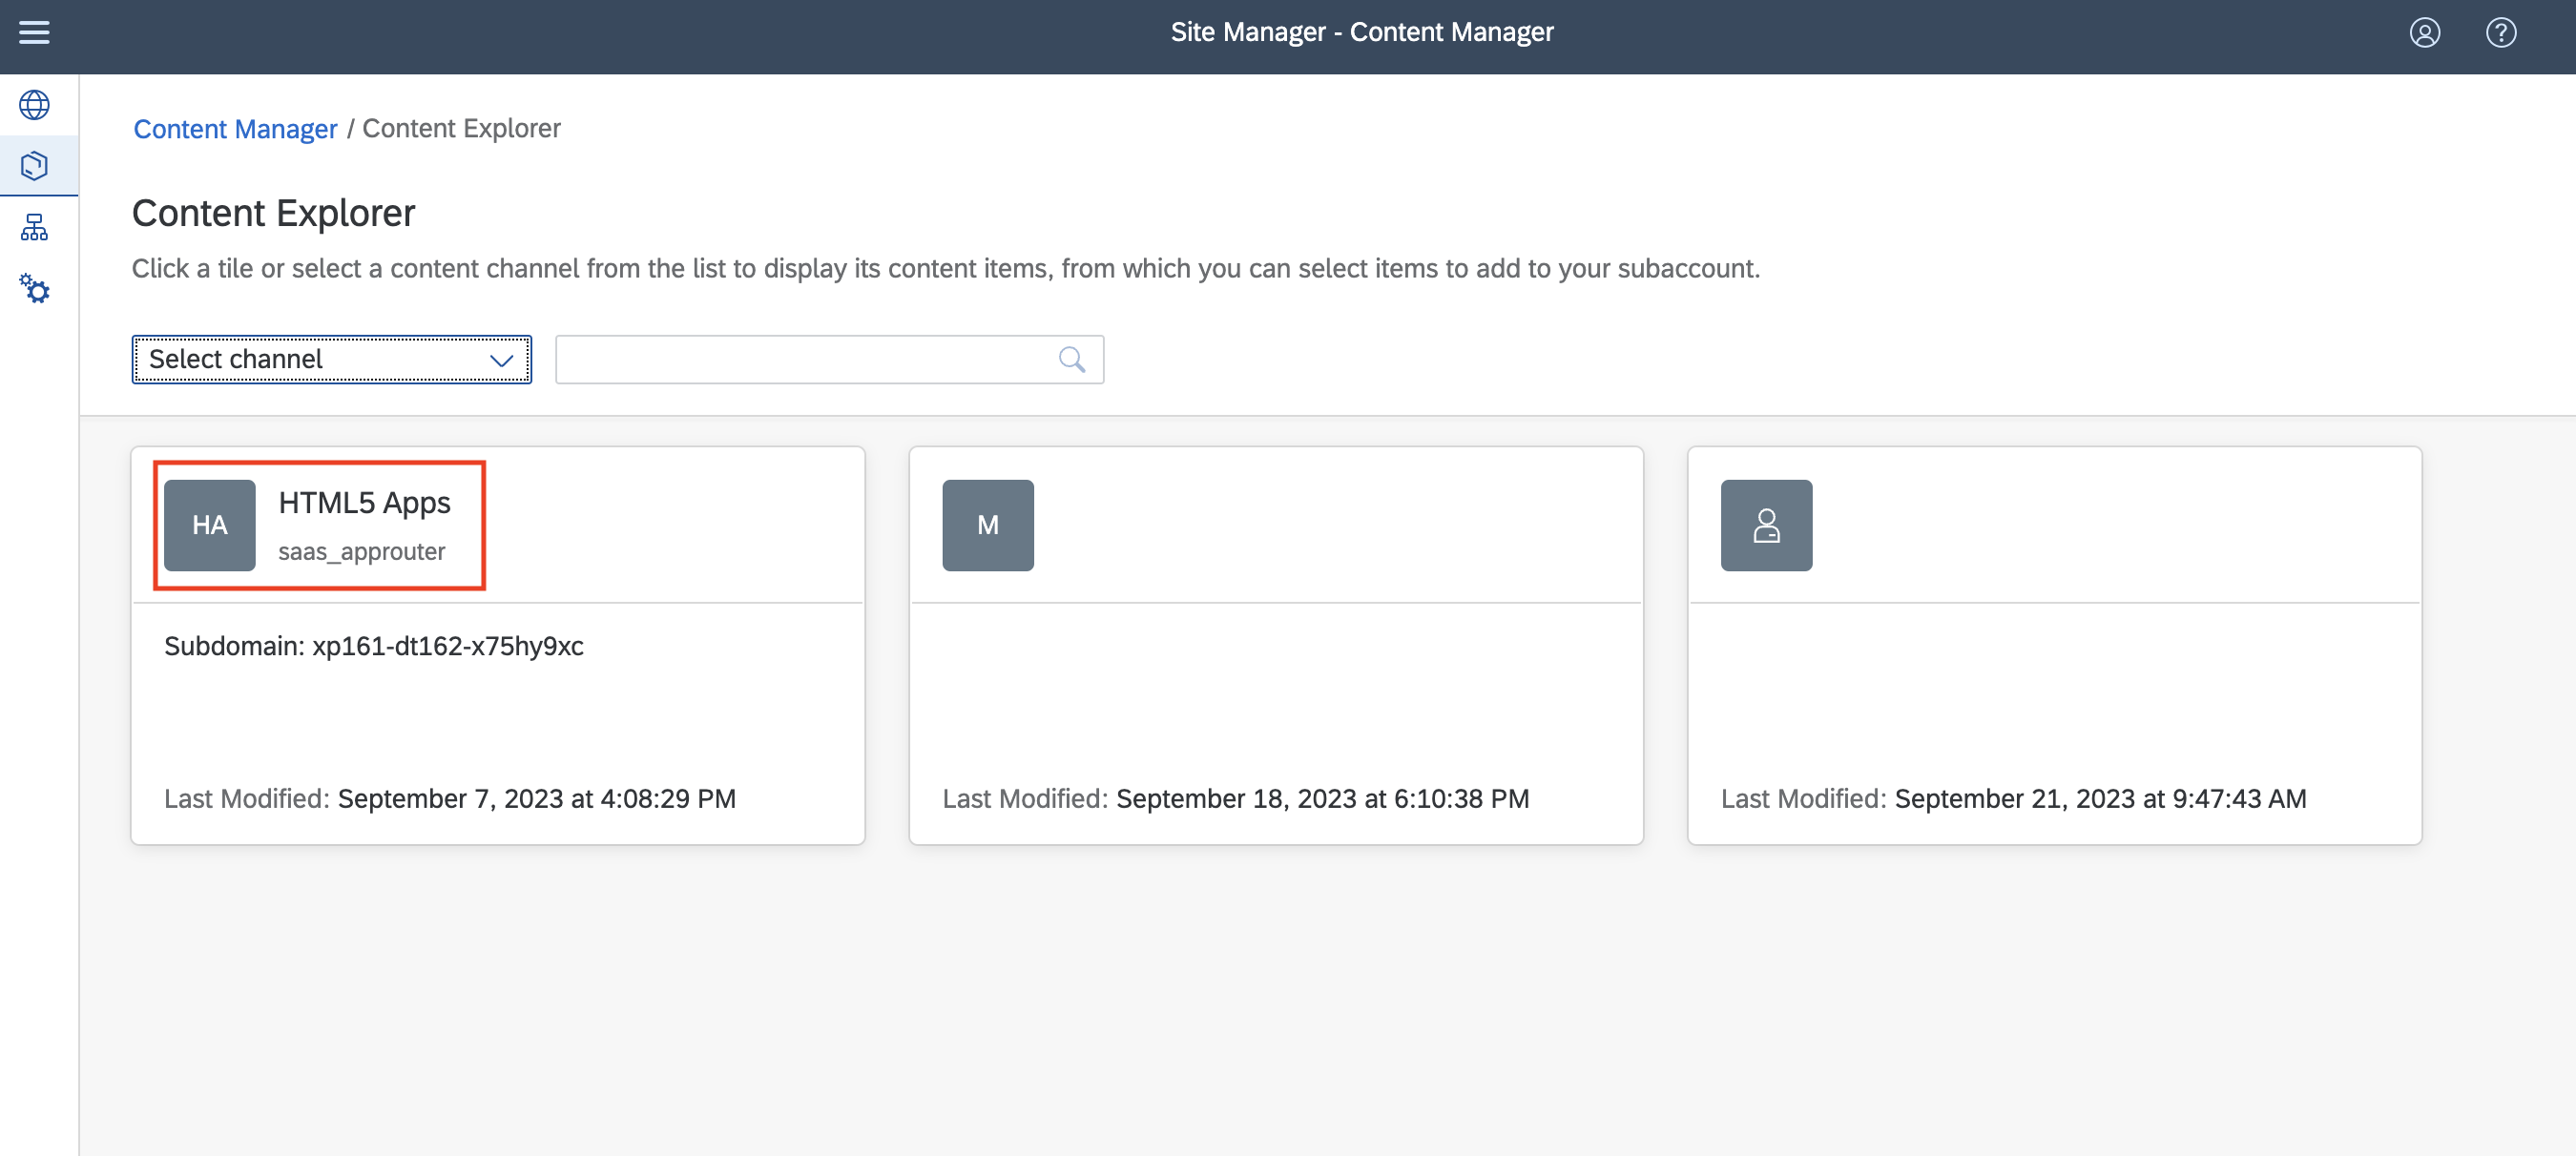 Site Manager - Content Manager
Content Manager / Content Explorer
Content Explorer
Click a tile or select a content channel from the list to display its content items, from which you can select items to add to your subaccount.
Select channel
HA
HTML5 Apps
saas_approuter
Subdomain: xp161-dt162-x75hy9xc
Last Modified: September 7, 2023 at 4:08:29 PM
M
Last Modified: September 18, 2023 at 6:10:38 PM
Last Modified: September 21, 2023 at 9:47:43 AM